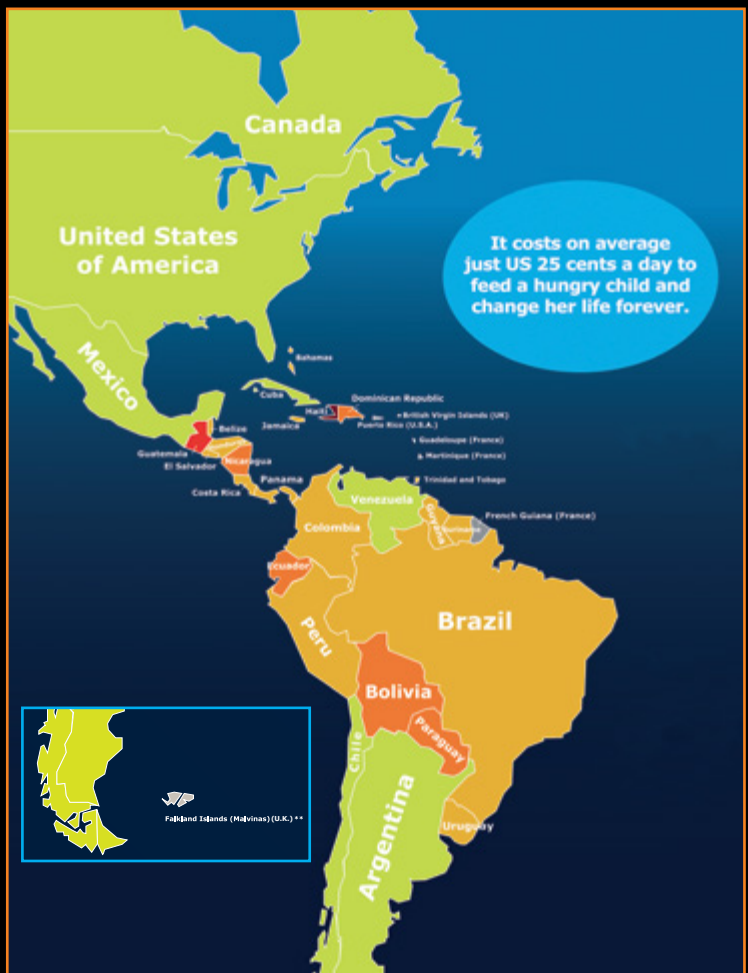 Canada
United States
of America
It costs on average
just US 25 cents a day to
feed a hungry child and
change her life forever.
Mexico
Bahamas
Cuba
Dominican Republic
Haiti
British Virgin Islands (UK)
Jamaica
Puerto Rico (U.S.A.)
Belize
Guadeloupe (France)
Guatemala
Honduras
Martinique (France)
El Salvador
Nicaragua
Panama
Trinidad and Tobago
Costa Rica
Venezuela
Guyana
French Guiana (France)
Colombia
Suriname
Ecuador
Brazil
Peru
Bolivia
Paraguay
Chile
Argentina
Uruguay
Falkland Islands (Malvinas)(U.K.)**